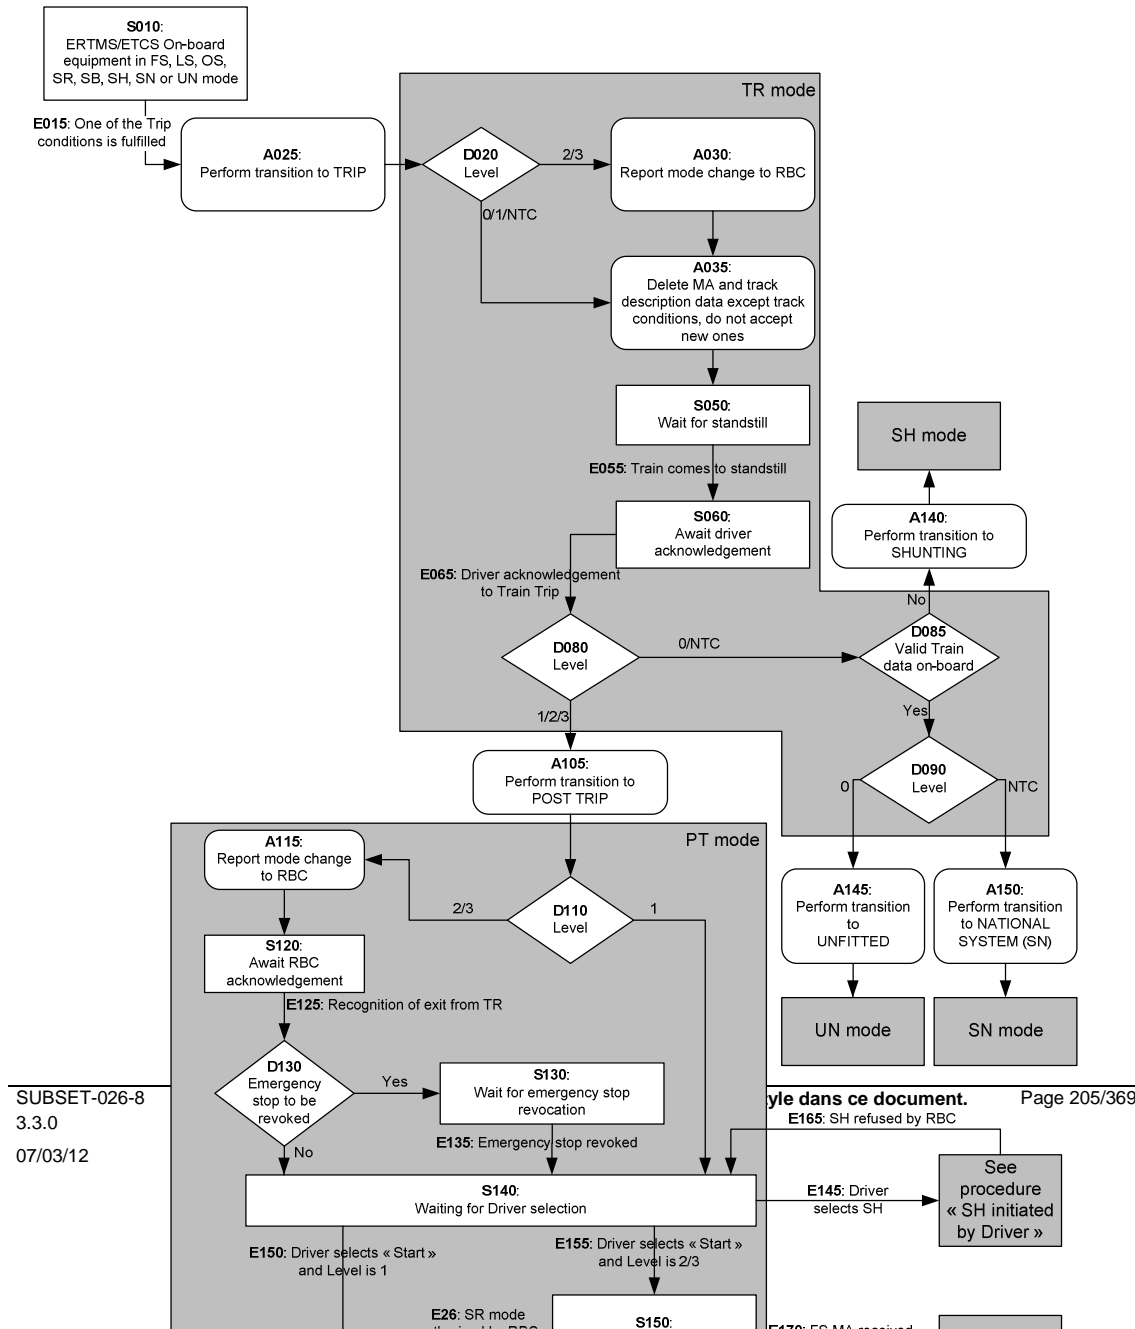 S010:
ERTMS/ETCS On-board
equipment in FS, LS, OS,
SR, SB, SH, SN or UN mode
E015: One of the Trip
conditions is fulfilled
A025:
Perform transition to TRIP
TR mode
D020
Level
2/3
0/1/NTC
A030:
Report mode change to RBC
A035:
Delete MA and track
description data except track
conditions, do not accept
new ones
S050:
Wait for standstill
E055: Train comes to standstill
S060:
Await driver
acknowledgement
E065: Driver acknowledgement
to Train Trip
SH mode
A140:
Perform transition to
SHUNTING
No
D080
Level
0/NTC
D085
Valid Train
data on-board
Yes
1/2/3
D090
Level
0
NTC
A105:
Perform transition to
POST TRIP
PT mode
A115:
Report mode change
to RBC
2/3
D110
Level
1
A145:
Perform transition
to
UNFITTED
A150:
Perform transition
to NATIONAL
SYSTEM (SN)
S120:
Await RBC
acknowledgement
E125: Recognition of exit from TR
UN mode
SN mode
D130
Emergency
stop to be
revoked
Yes
S130:
Wait for emergency stop
revocation
E135: Emergency stop revoked
No
SUBSET-026-8
3.3.0
07/03/12
yle dans ce document.
Page 205/369
E165: SH refused by RBC
S140:
Waiting for Driver selection
E145: Driver
selects SH
See
procedure
« SH initiated
by Driver »
E150: Driver selects « Start »
and Level is 1
E155: Driver selects « Start »
and Level is 2/3
E26: SR mode
S150:
E170: FS MA received